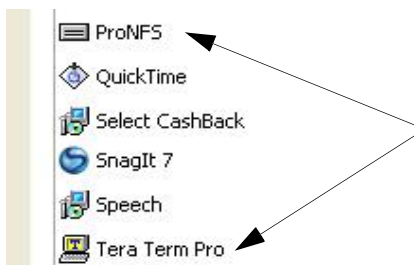 ProNFS
QuickTime
Select CashBack
SnagIt 7
Speech
Tera Term Pro